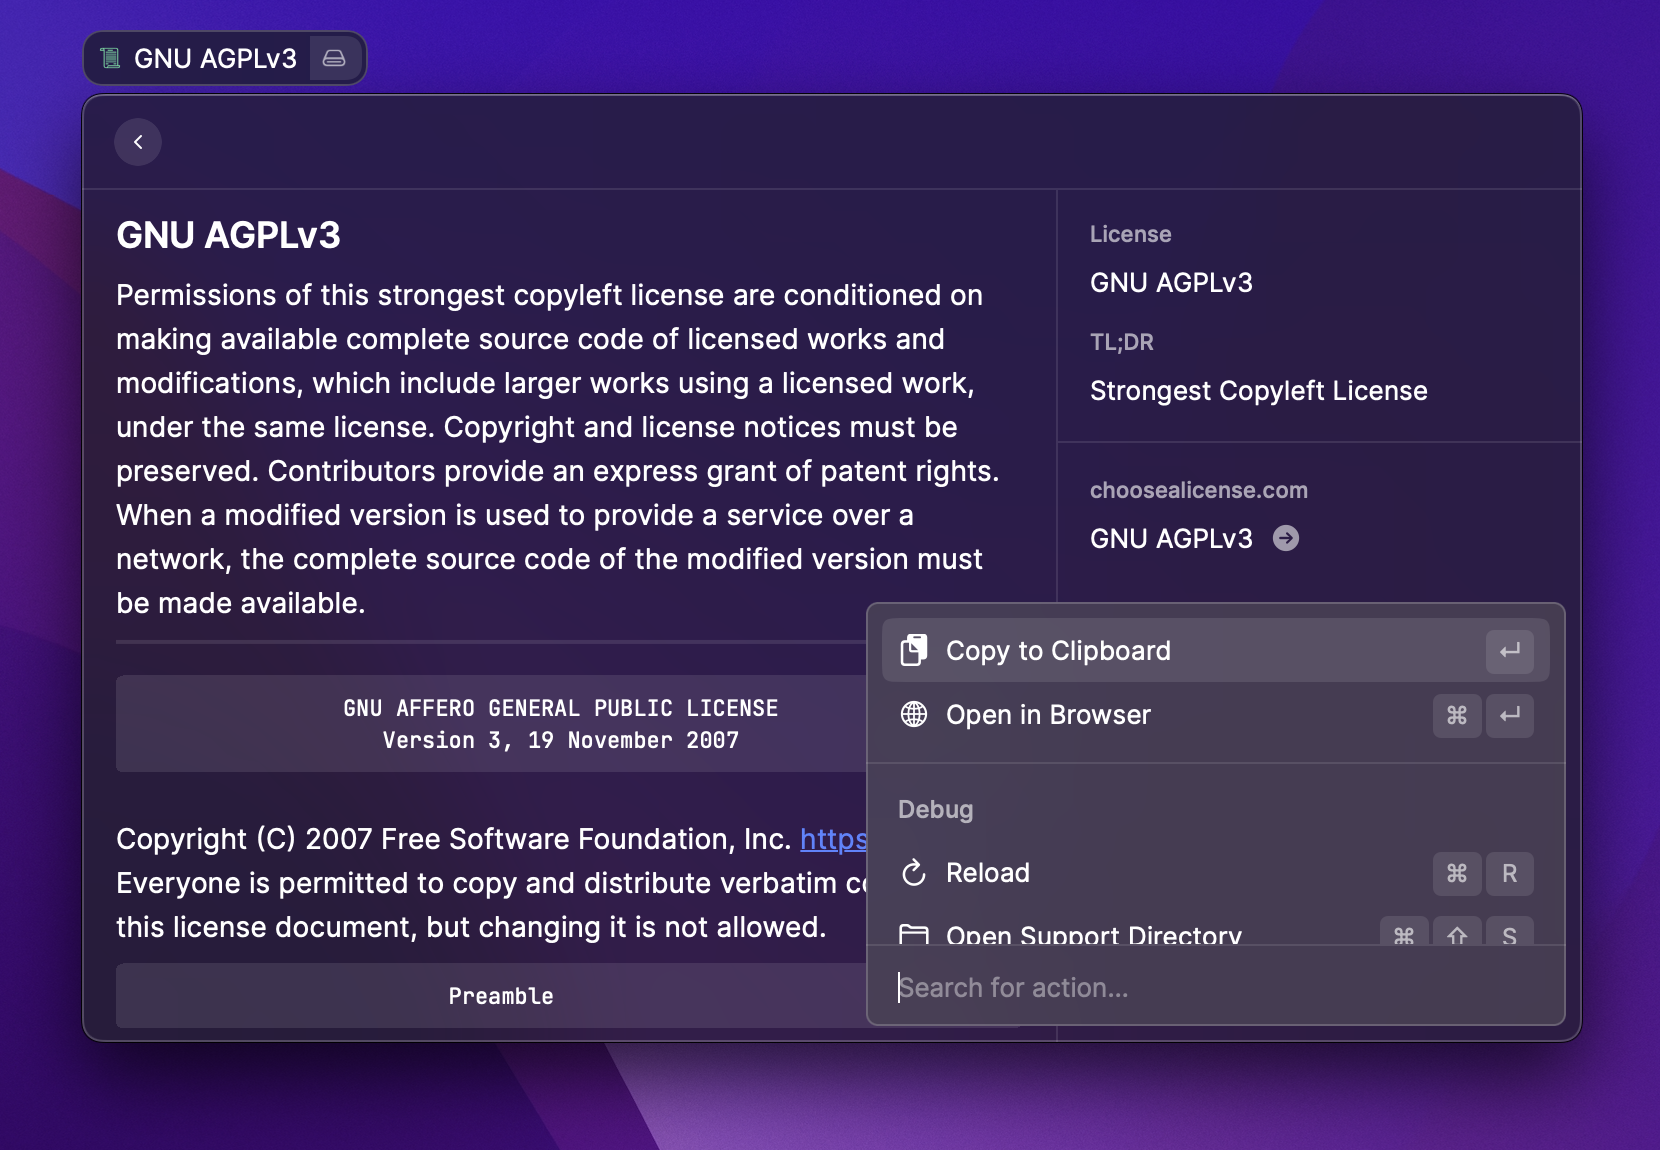 GNU AGPLv3
GNU AGPLv3
Permissions of this strongest copyleft license are conditioned on
making available complete source code of licensed works and
modifications, which include larger works using a licensed work,
under the same license. Copyright and license notices must be
preserved. Contributors provide an express grant of patent rights.
When a modified version is used to provide a service over a
network, the complete source code of the modified version must
be made available.
GNU AFFERO GENERAL PUBLIC LICENSE
Version 3, 19 November 2007
Copyright (C) 2007 Free Software Foundation, Inc. https
Everyone is permitted to copy and distribute verbatim
this license document, but changing it is not allowed.
Preamble
License
GNU AGPLv3
TL;DR
Strongest Copyleft License
choosealicense.com
GNU AGPLv3
Copy to Clipboard
Open in Browser ⌘
Debug
Reload ⌘ R
Open Support Directory ⌘ ⇧ S
Search for action...